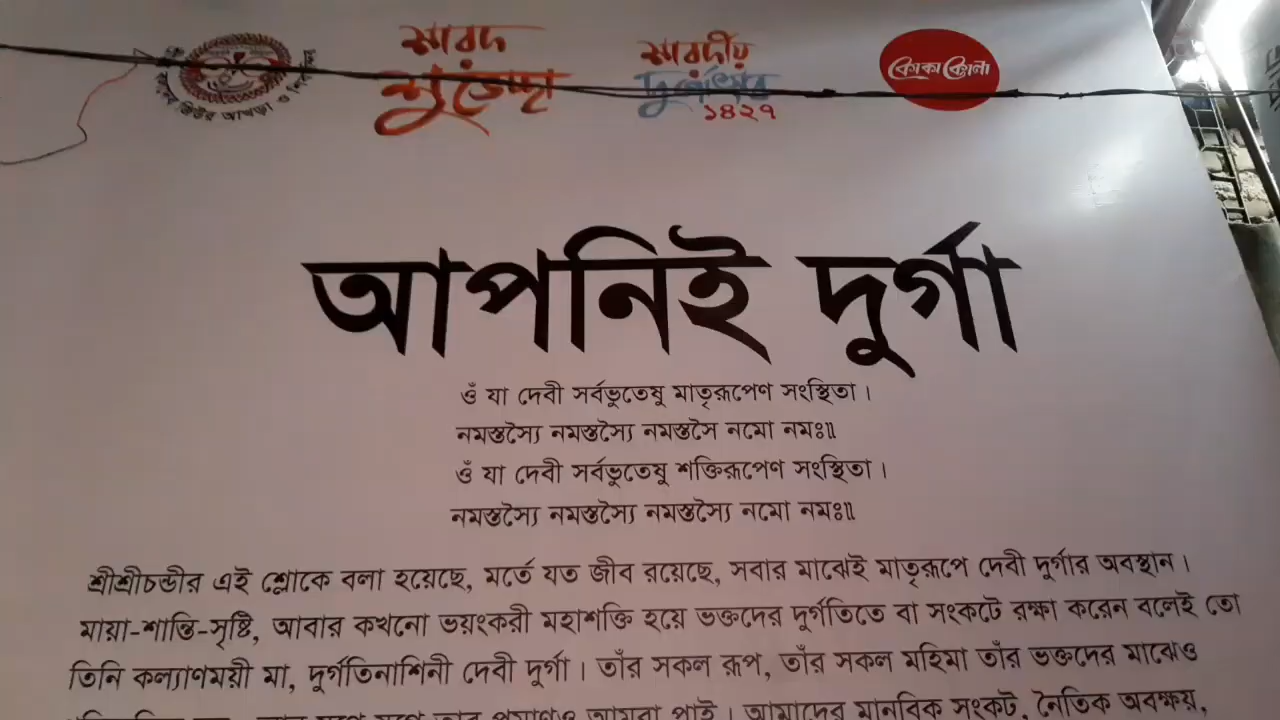 শারদ
শুভেচ্ছা
শারদীয়
১৪২৭
কোকা কোলা
আপনিই দুর্গা
ওঁ যা দেবী সর্বভুতেষু মাতৃরূপেণ সংস্থিতা।
নমস্তস্যৈ নমস্তস্যৈ নমস্তসৈ নমো নমঃ॥
ওঁ যা দেবী সর্বভুতেষু শক্তিরূপেণ সংস্থিতা।
নমস্তস্যৈ নমস্তস্যৈ নমস্তস্যৈ নমো নমঃ॥
শ্রীশ্রীচন্ডীর এই শ্লোকে বলা হয়েছে, মর্তে যত জীব রয়েছে, সবার মাঝেই মাতৃরূপে দেবী দুর্গার অবস্থান।
মায়া-শান্তি-সৃষ্টি, আবার কখনো ভয়ংকরী মহাশক্তি হয়ে ভক্তদের দুর্গতিতে বা সংকটে রক্ষা করেন বলেই তো
তিনি কল্যাণময়ী মা, দুর্গতিনাশিনী দেবী দুর্গা। তাঁর সকল রূপ, তাঁর সকল মহিমা তাঁর ভক্তদের মাঝেও
প্রমাণও আমরা পাই। আমাদের মানবিক সংকট, নৈতিক অবক্ষয়,